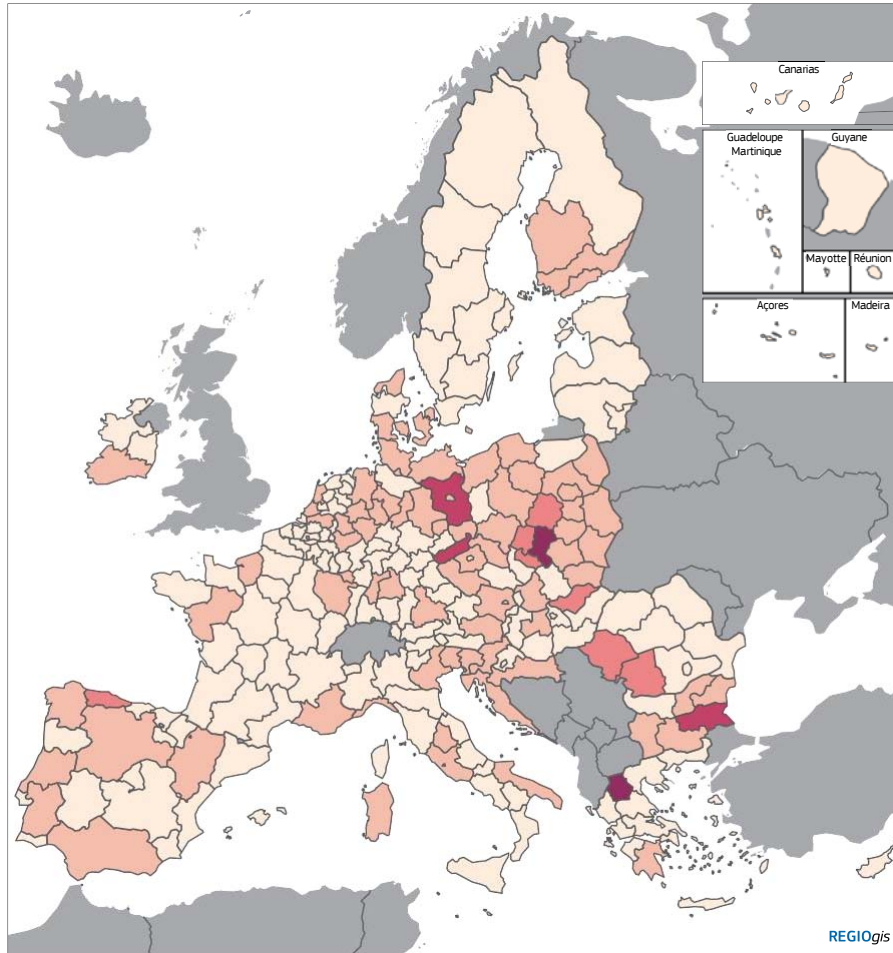 Canarias
Guadeloupe
Martinique
Guyane
Mayotte
Réunion
Açores
Madeira
REGIOgis